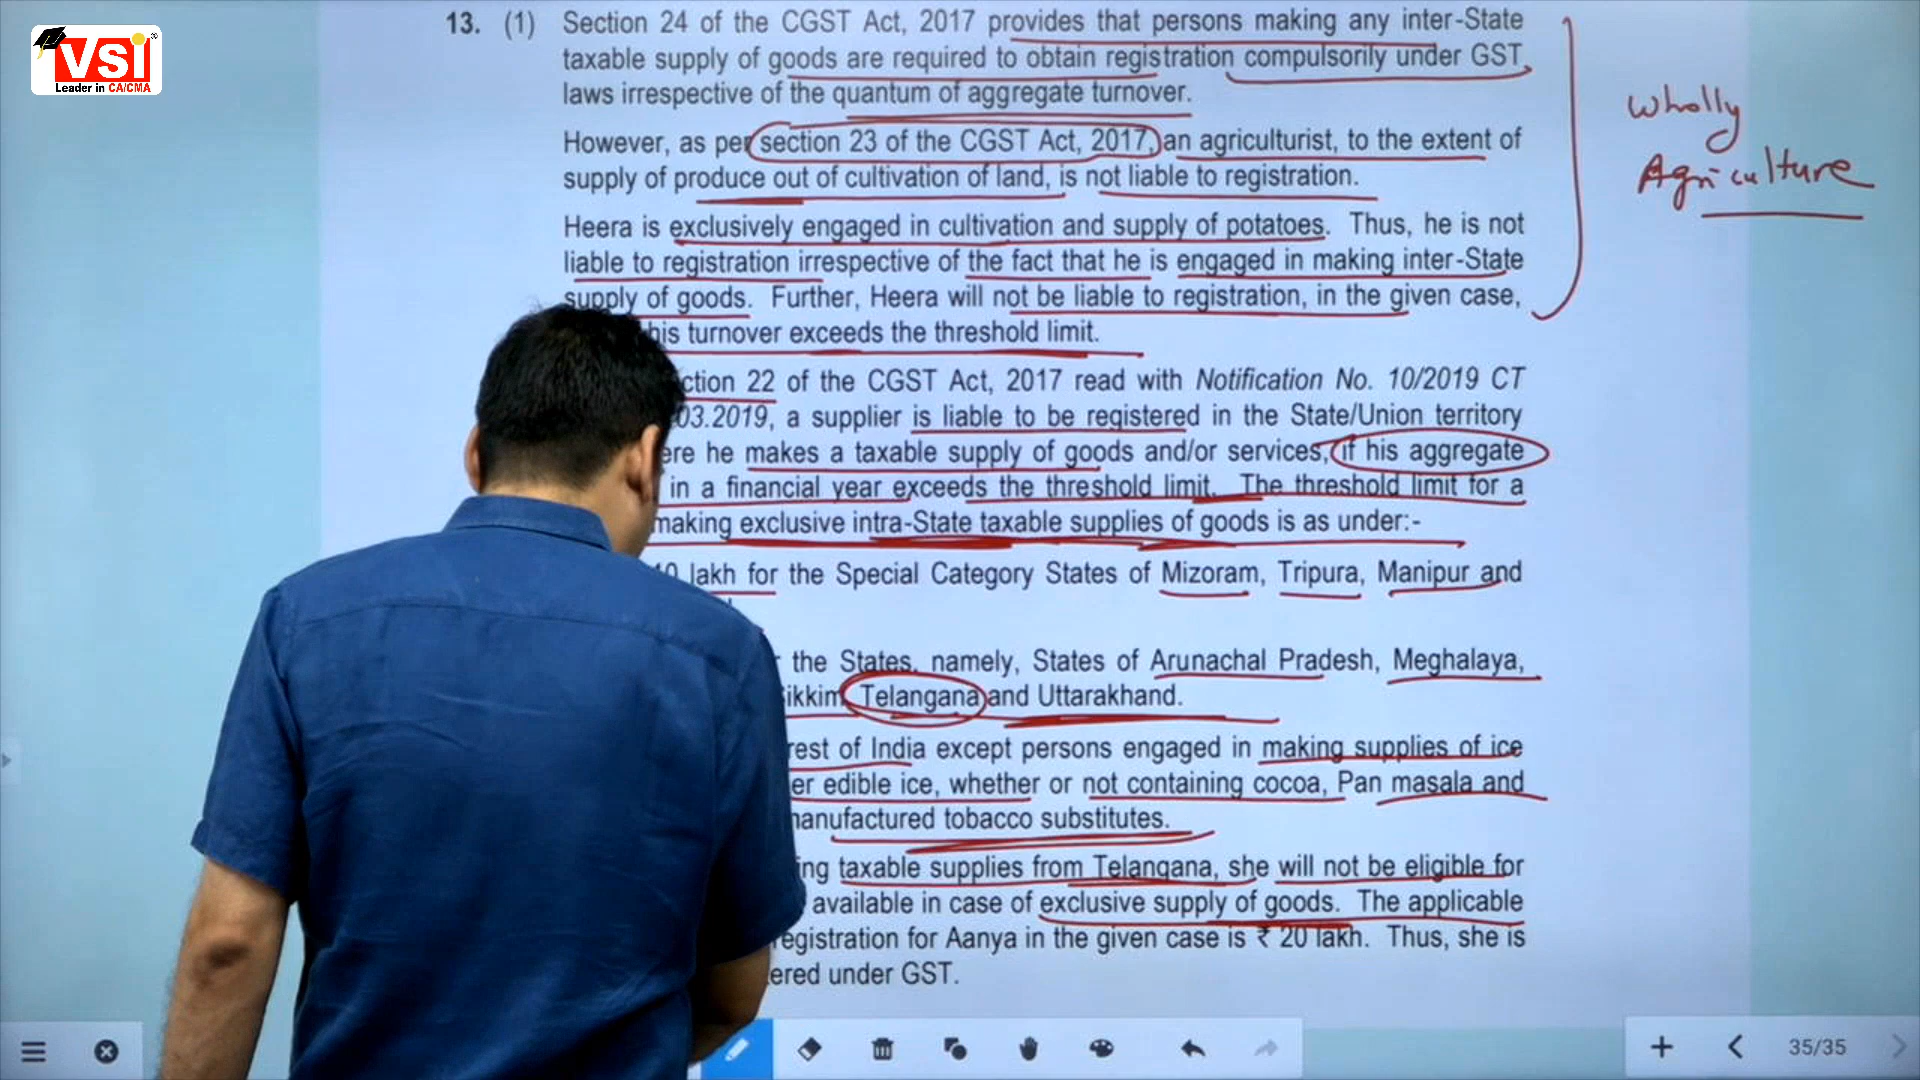 VSI
Leader in CA/CMA
13. (1) Section 24 of the CGST Act, 2017 provides that persons making any inter-State
taxable supply of goods are required to obtain registration compulsorily under GST
laws irrespective of the quantum of aggregate turnover.
However, as per section 23 of the CGST Act, 2017, an agriculturist, to the extent of
supply of produce out of cultivation of land, is not liable to registration.
Heera is exclusively engaged in cultivation and supply of potatoes. Thus, he is not
liable to registration irrespective of the fact that he is engaged in making inter-State
supply of goods. Further, Heera will not be liable to registration, in the given case,
his turnover exceeds the threshold limit.
22 of the CGST Act, 2017 read with Notification No. 10/2019 CT
03.2019, a supplier is liable to be registered in the State/Union territory
he makes a taxable supply of goods and/or services, if his aggregate
in a financial year exceeds the threshold limit. The threshold limit for a
making exclusive intra-State taxable supplies of goods is as under:-
lakh for the Special Category States of Mizoram, Tripura, Manipur and
the States, namely, States of Arunachal Pradesh, Meghalaya,
Telangana and Uttarakhand.
rest of India except persons engaged in making supplies of ice
edible ice, whether or not containing cocoa, Pan masala and
tobacco substitutes.
taxable supplies from Telangana, she will not be eligible for
available in case of exclusive supply of goods. The applicable
registration for Aanya in the given case is ₹ 20 lakh. Thus, she is
under GST.
Wholly
Agriculture
35/35